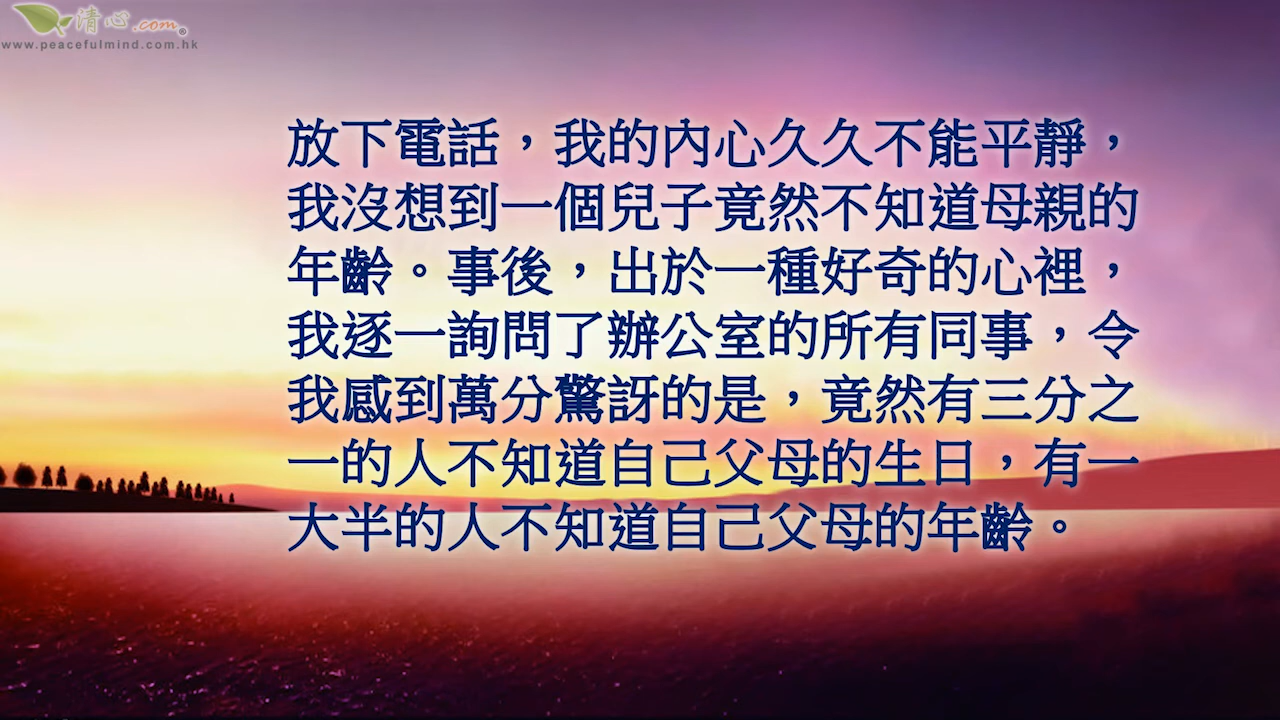 清心.com
www.peacefulmind.com.hk
放下電話，我的內心久久不能平靜，
我沒想到一個兒子竟然不知道母親的
年齡。事後，出於一種好奇的心裡，
我逐一詢問了辦公室的所有同事，令
我感到萬分驚訝的是，竟然有三分之
一的人不知道自己父母的生日，有一
大半的人不知道自己父母的年齡。